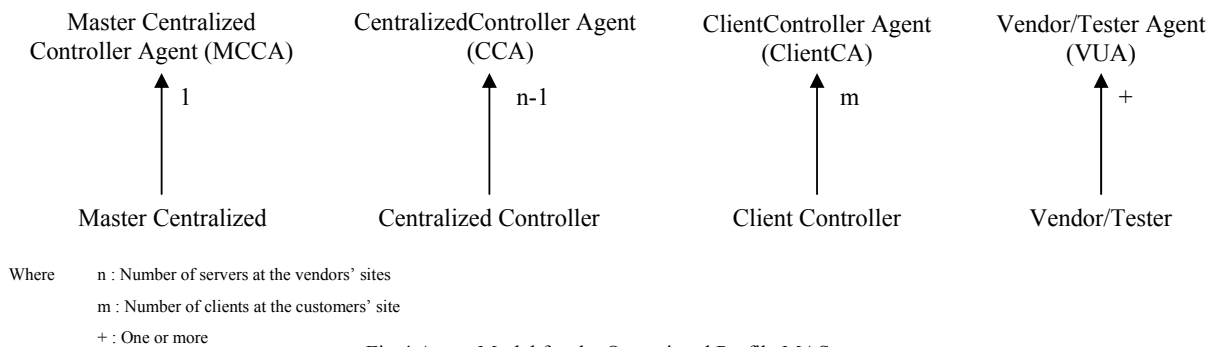 Master Centralized
Controller Agent (MCCA)
CentralizedController Agent
(CCA)
ClientController Agent
(ClientCA)
Vendor/Tester Agent
(VUA)
1
n-1
m
+
Master Centralized
Centralized Controller
Client Controller
Vendor/Tester
Where n : Number of servers at the vendors’ sites
m : Number of clients at the customers’ site
+ : One or more